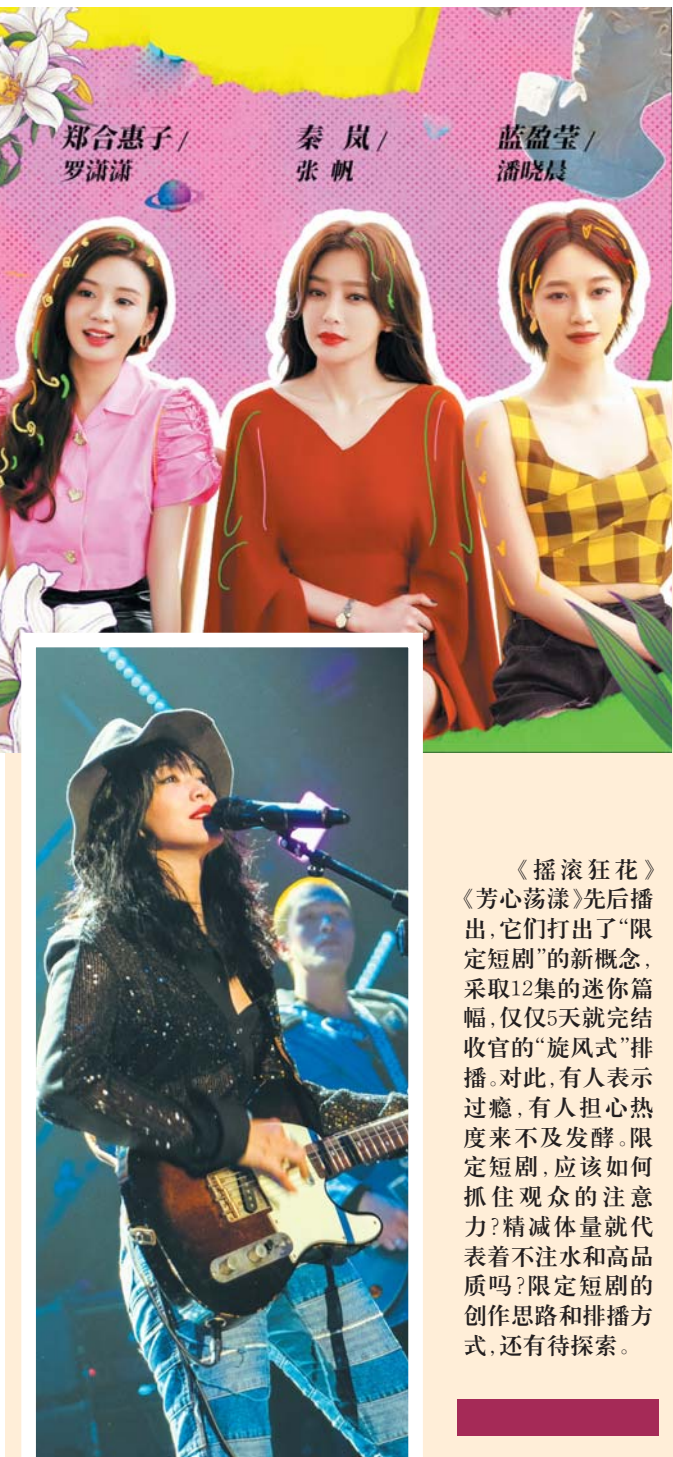 郑合惠子 / 秦 岚 / 蓝盈莹 /
罗潇潇 张 帆 潘晓晨
《摇滚狂花》
《芳心荡漾》先后播
出，它们打出了“限
定短剧”的新概念，
采取12集的迷你篇
幅，仅仅5天就完结
收官的“旋风式”排
播。对此，有人表示
过瘾，有人担心热
度来不及发酵。限
定短剧，应该如何
抓住观众的注意
力？精减体量就代
表着不注水和高品
质吗？限定短剧的
创作思路和排播方
式，还有待探索。